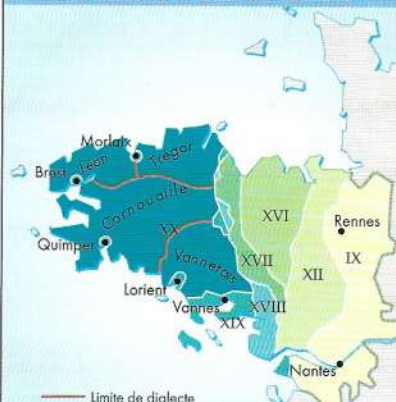 Morlaix
Trégor
Léon
Brest
Cornouaille
XX
XVI
Rennes
IX
Quimper
Vannetais
XVII
XII
Lorient
Vannes
XVIII
XIX
Nantes
Limite de dialecte